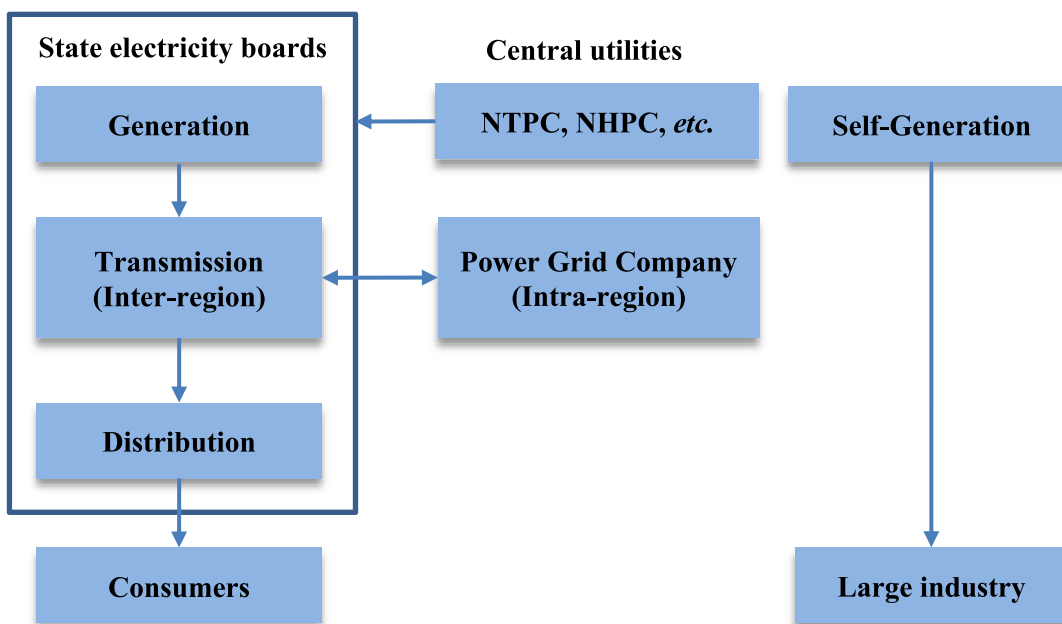 State electricity boards
Central utilities
Generation
NTPC, NHPC, etc.
Self-Generation
Transmission
(Inter-region)
Power Grid Company
(Intra-region)
Distribution
Consumers
Large industry